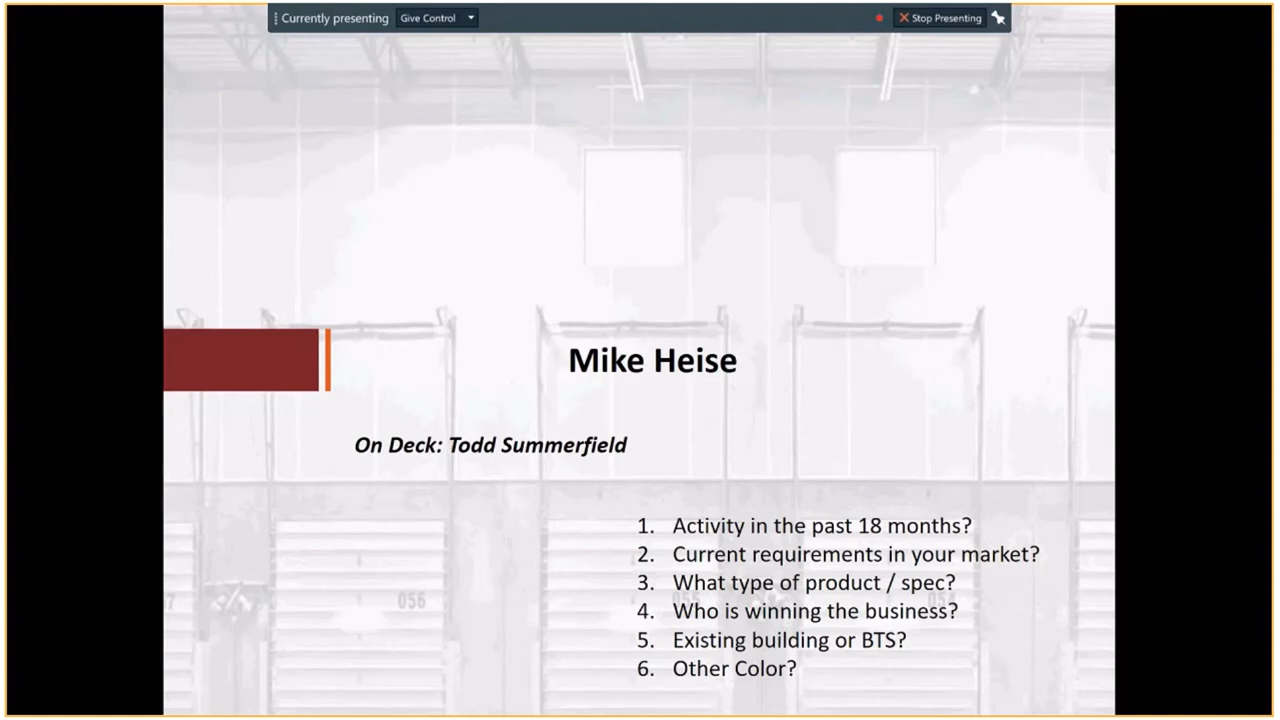 Currently presenting Give Control Stop Presenting
Mike Heise
On Deck: Todd Summerfield
1. Activity in the past 18 months?
2. Current requirements in your market?
3. What type of product / spec?
4. Who is winning the business?
5. Existing building or BTS?
6. Other Color?
056